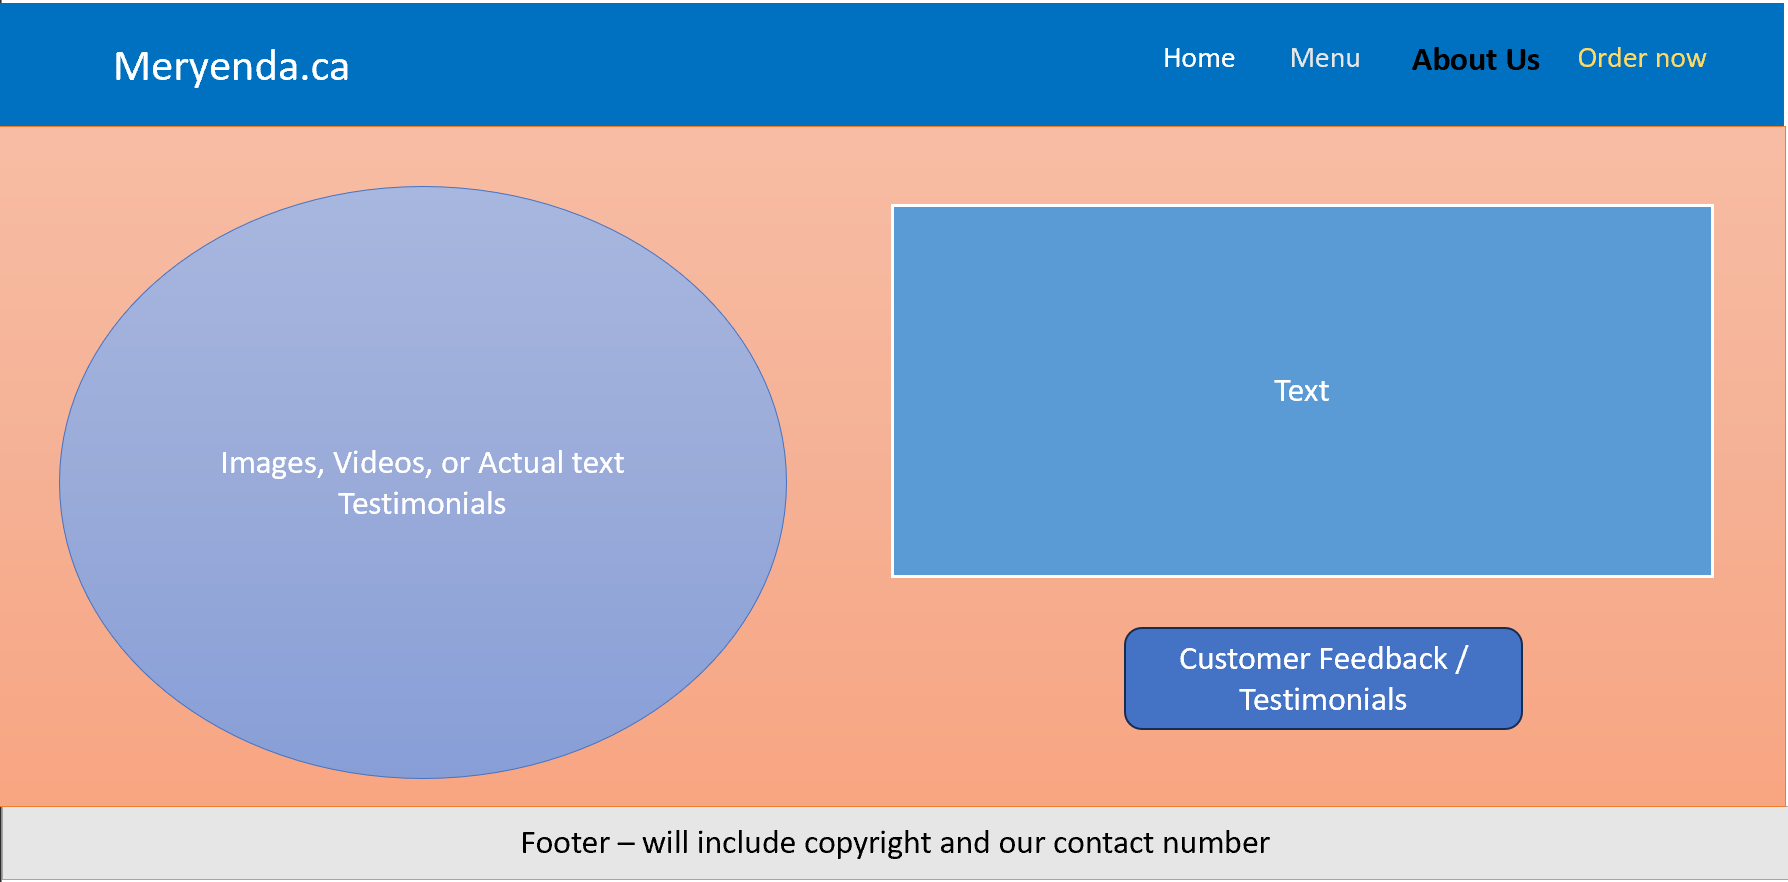 Meryenda.ca
Home Menu About Us Order now
Images, Videos, or Actual text
Testimonials
Text
Customer Feedback /
Testimonials
Footer – will include copyright and our contact number